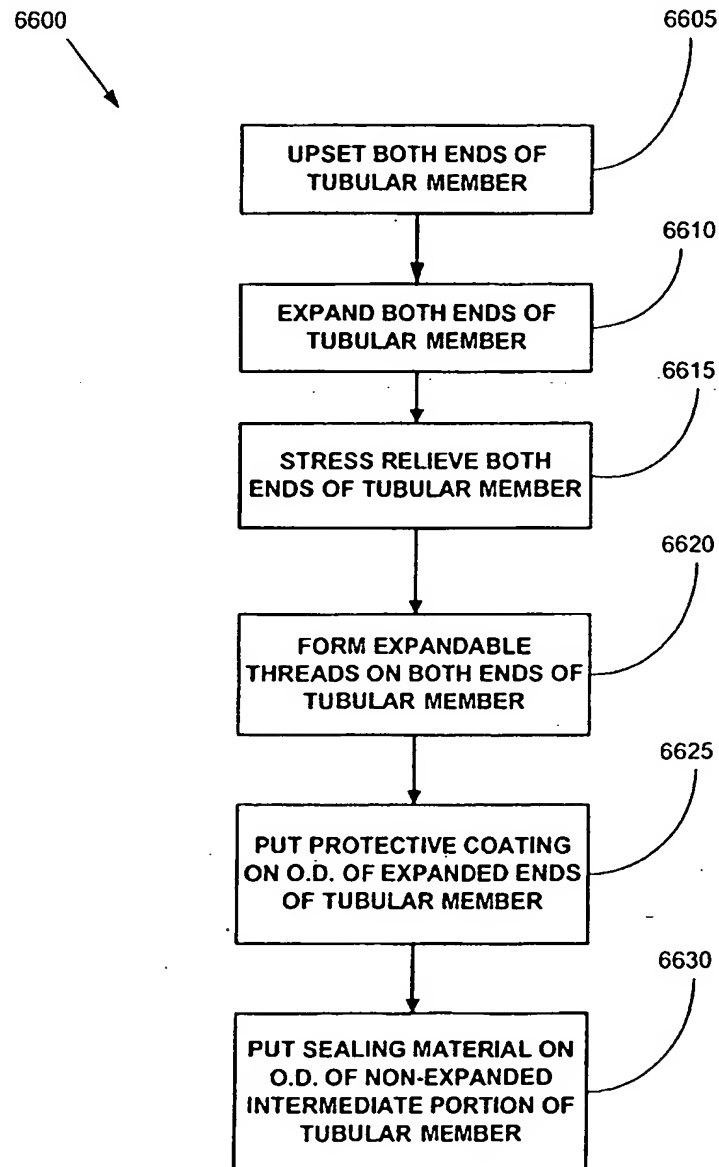 6600
6605
UPSET BOTH ENDS OF
TUBULAR MEMBER
6610
EXPAND BOTH ENDS OF
TUBULAR MEMBER
6615
STRESS RELIEVE BOTH
ENDS OF TUBULAR MEMBER
6620
FORM EXPANDABLE
THREADS ON BOTH ENDS OF
TUBULAR MEMBER
6625
PUT PROTECTIVE COATING
ON O.D. OF EXPANDED ENDS
OF TUBULAR MEMBER
6630
PUT SEALING MATERIAL ON
O.D. OF NON-EXPANDED
INTERMEDIATE PORTION OF
TUBULAR MEMBER